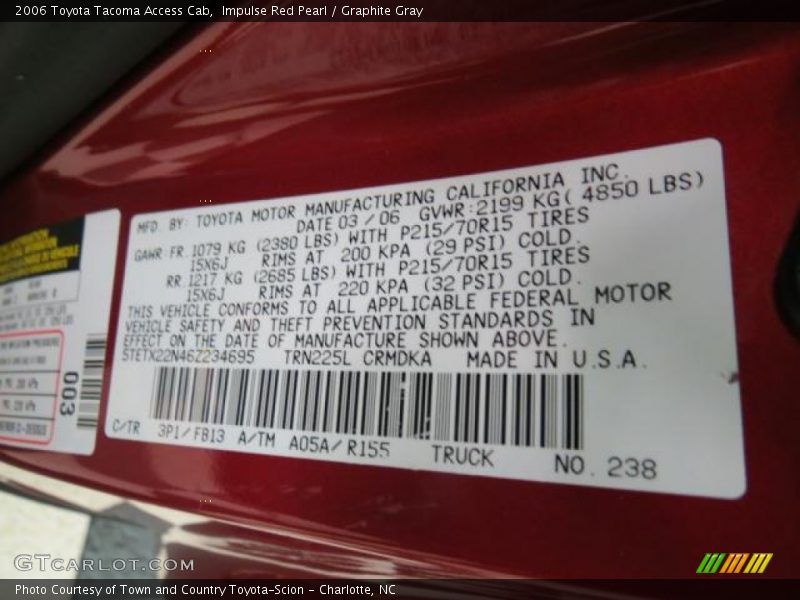 2006 Toyota Tacoma Access Cab, Impulse Red Pearl / Graphite Gray
MFD. BY: TOYOTA MOTOR MANUFACTURING CALIFORNIA INC.
DATE 03 / 06 GVWR:2199 KG( 4850 LBS)
GAWR:FR.1079 KG (2380 LBS) WITH P215/70R15 TIRES
15X6J RIMS AT 200 KPA (29 PSI) COLD.
RR.1217 KG (2685 LBS) WITH P215/70R15 TIRES
15X6J RIMS AT 220 KPA (32 PSI) COLD.
THIS VEHICLE CONFORMS TO ALL APPLICABLE FEDERAL MOTOR
VEHICLE SAFETY AND THEFT PREVENTION STANDARDS IN
EFFECT ON THE DATE OF MANUFACTURE SHOWN ABOVE.
5TETX22N46Z234695 TRN225L CRMDKA MADE IN U.S.A.
C/TR 3P1/FB13 A/TM A05A/R155 TRUCK NO. 238
003
GTCARLOT.COM
Photo Courtesy of Town and Country Toyota-Scion - Charlotte, NC